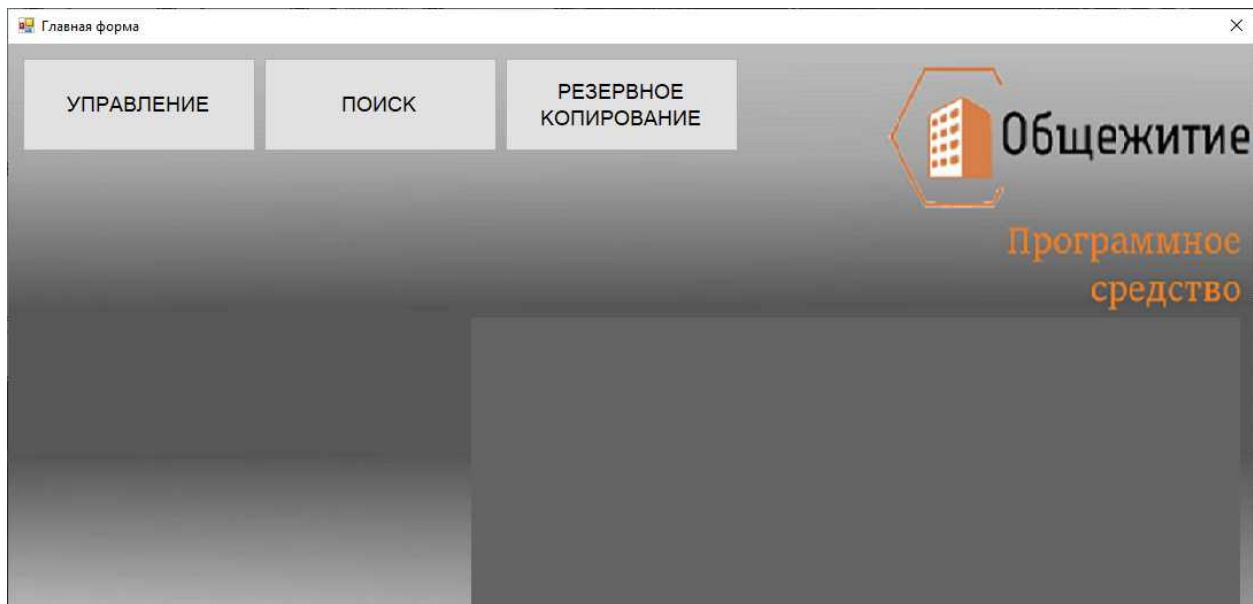 Главная форма
УПРАВЛЕНИЕ
ПОИСК
РЕЗЕРВНОЕ
КОПИРОВАНИЕ
Общежитие
Программное
средство